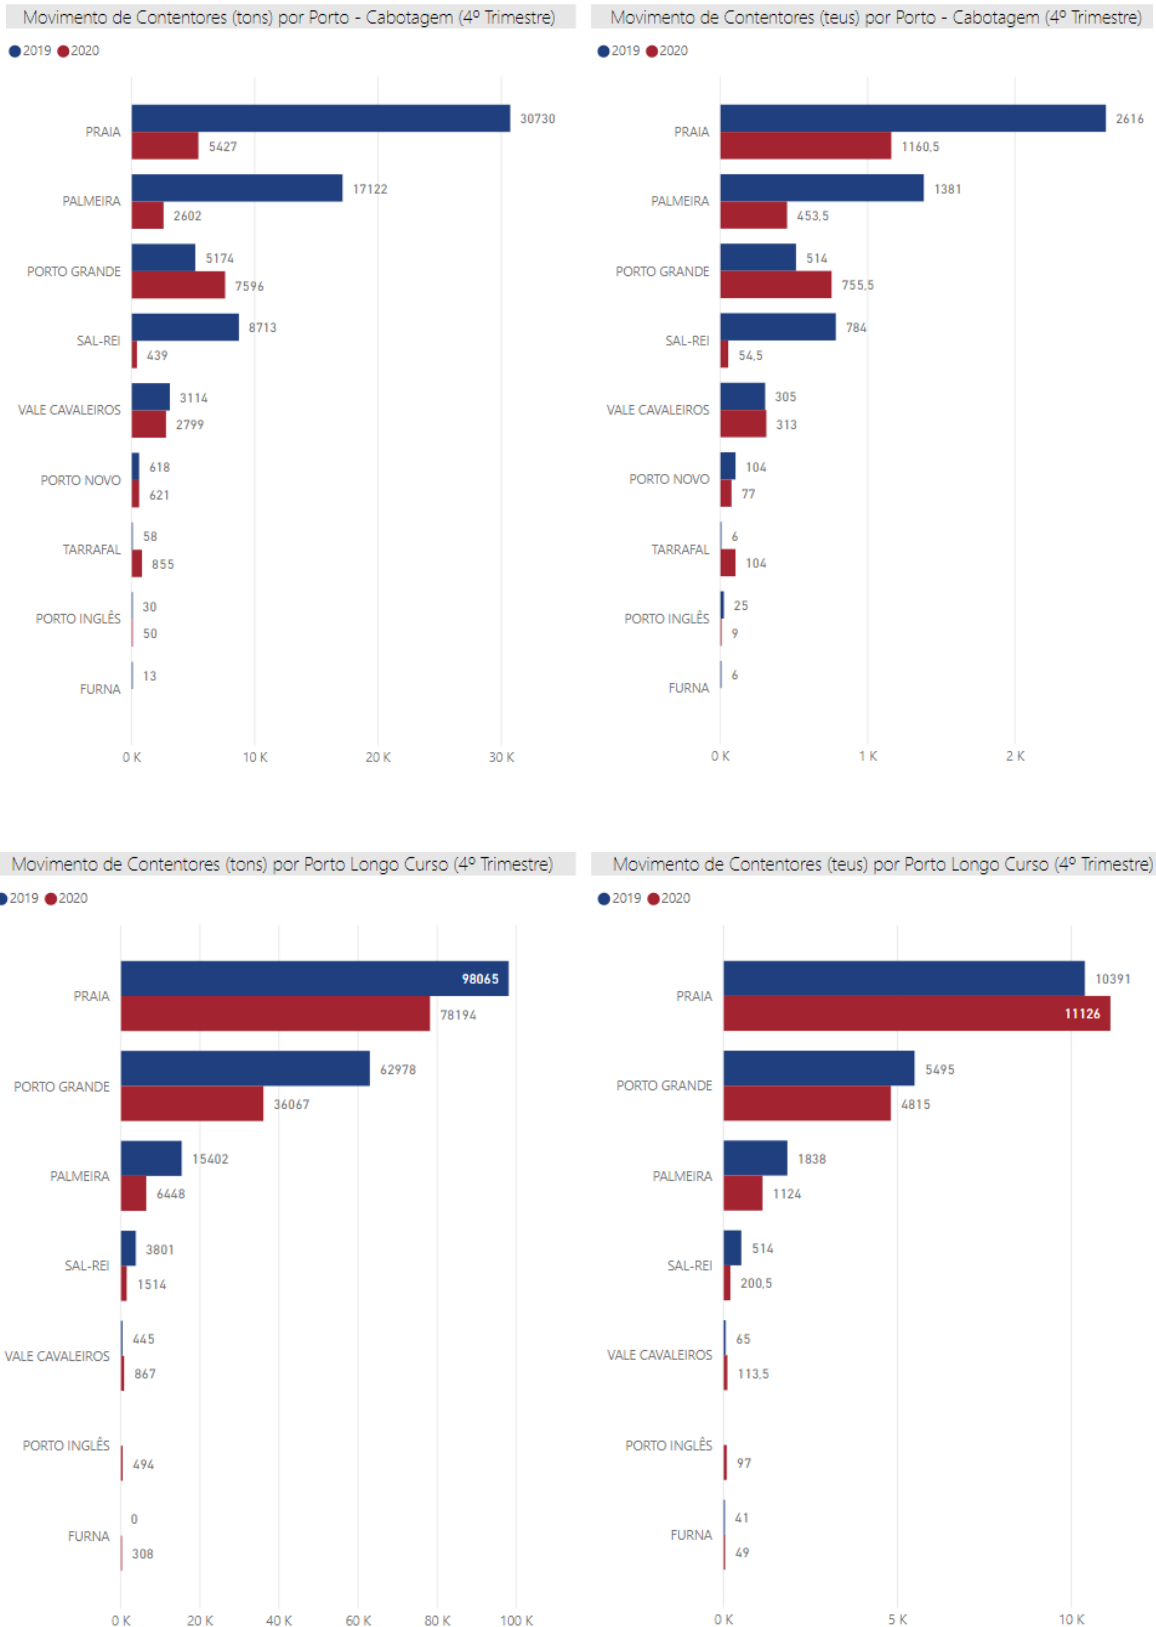 Movimento de Contentores (tons) por Porto - Cabotagem (4º Trimestre)
2019 2020
PRAIA
30730
5427
PALMEIRA
17122
2602
PORTO GRANDE
5174
7596
SAL-REI
8713
439
VALE CAVALEIROS
3114
2799
PORTO NOVO
618
621
TARRAFAL
58
855
PORTO INGLÊS
30
50
FURNA
13
0 K 10 K 20 K 30 K
Movimento de Contentores (teus) por Porto - Cabotagem (4º Trimestre)
2019 2020
PRAIA
2616
1160,5
PALMEIRA
1381
453,5
PORTO GRANDE
514
755,5
SAL-REI
784
54,5
VALE CAVALEIROS
305
313
PORTO NOVO
104
77
TARRAFAL
6
104
PORTO INGLÊS
25
9
FURNA
6
0 K 1 K 2 K
Movimento de Contentores (tons) por Porto Longo Curso (4º Trimestre)
2019 2020
PRAIA
98065
78194
PORTO GRANDE
62978
36067
PALMEIRA
15402
6448
SAL-REI
3801
1514
VALE CAVALEIROS
445
867
PORTO INGLÊS
494
FURNA
0
308
0 K 20 K 40 K 60 K 80 K 100 K
Movimento de Contentores (teus) por Porto Longo Curso (4º Trimestre)
2019 2020
PRAIA
10391
11126
PORTO GRANDE
5495
4815
PALMEIRA
1838
1124
SAL-REI
514
200,5
VALE CAVALEIROS
65
113,5
PORTO INGLÊS
97
FURNA
41
49
0 K 5 K 10 K